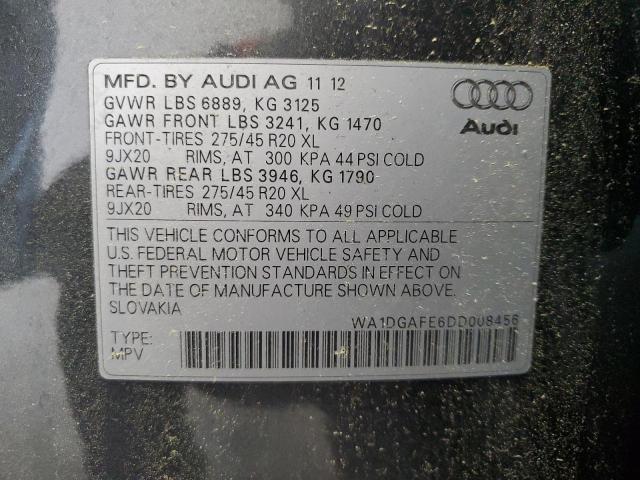 MFD. BY AUDI AG 11 12
GVWR LBS 6889, KG 3125
GAWR FRONT LBS 3241, KG 1470
FRONT-TIRES 275/45 R20 XL
9JX20 RIMS, AT 300 KPA 44 PSI COLD
GAWR REAR LBS 3946, KG 1790
REAR-TIRES 275/45 R20 XL
9JX20 RIMS, AT 340 KPA 49 PSI COLD
Audi
THIS VEHICLE CONFORMS TO ALL APPLICABLE
U.S. FEDERAL MOTOR VEHICLE SAFETY AND
THEFT PREVENTION STANDARDS IN EFFECT ON
THE DATE OF MANUFACTURE SHOWN ABOVE.
SLOVAKIA
WA1DGAFE6DD008456
TYPE:
MPV